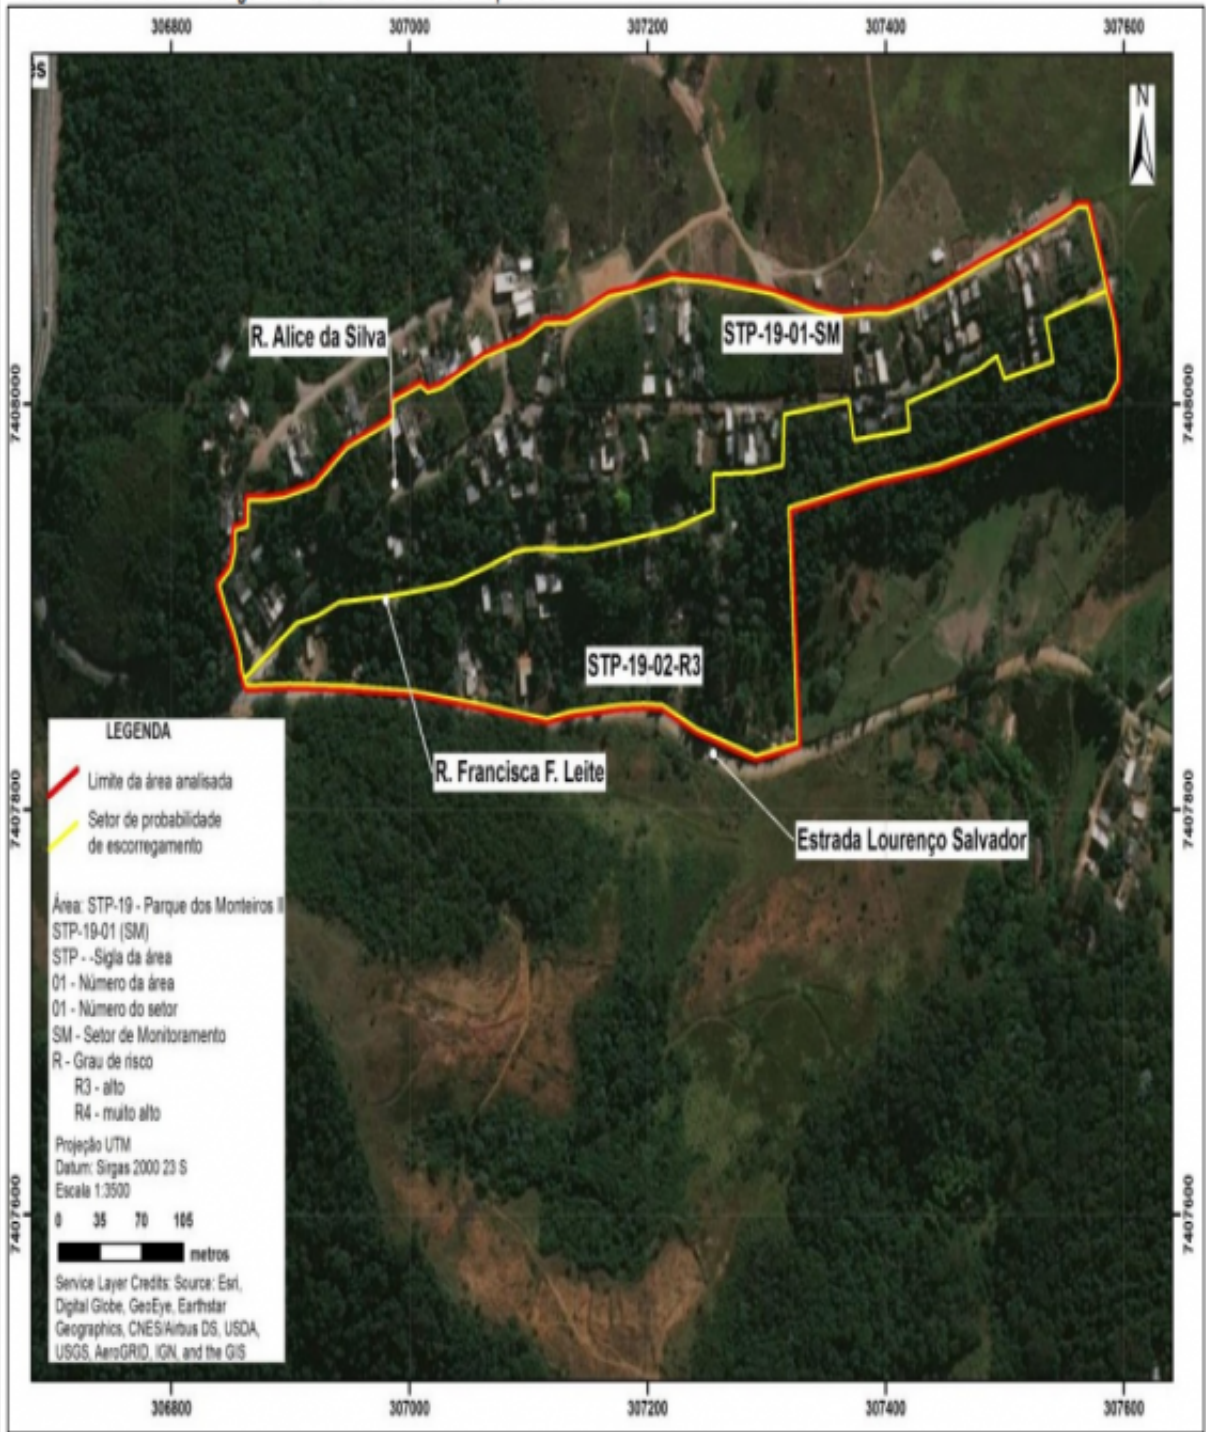 306800 307000 307200 307400 307600
N
R. Alice da Silva
STP-19-01-SM
7408000
7408000
STP-19-02-R3
R. Francisca F. Leite
Estrada Lourenço Salvador
7407800
7407800
LEGENDA
Limite da área analisada
Setor de probabilidade
de escorregamento
Área: STP-19 - Parque dos Monteiros II
STP-19-01 (SM)
STP - -Sigla da área
01 - Número da área
01 - Número do setor
SM - Setor de Monitoramento
R - Grau de risco
R3 - alto
R4 - muito alto
Projeção UTM
Datum: Sirgas 2000 23 S
Escala 1:3500
0 35 70 105
metros
Service Layer Credits: Source: Esri,
Digital Globe, GeoEye, Earthstar
Geographics, CNES/Airbus DS, USDA,
USGS, AeroGRID, IGN, and the GIS
7407600
7407600
306800 307000 307200 307400 307600